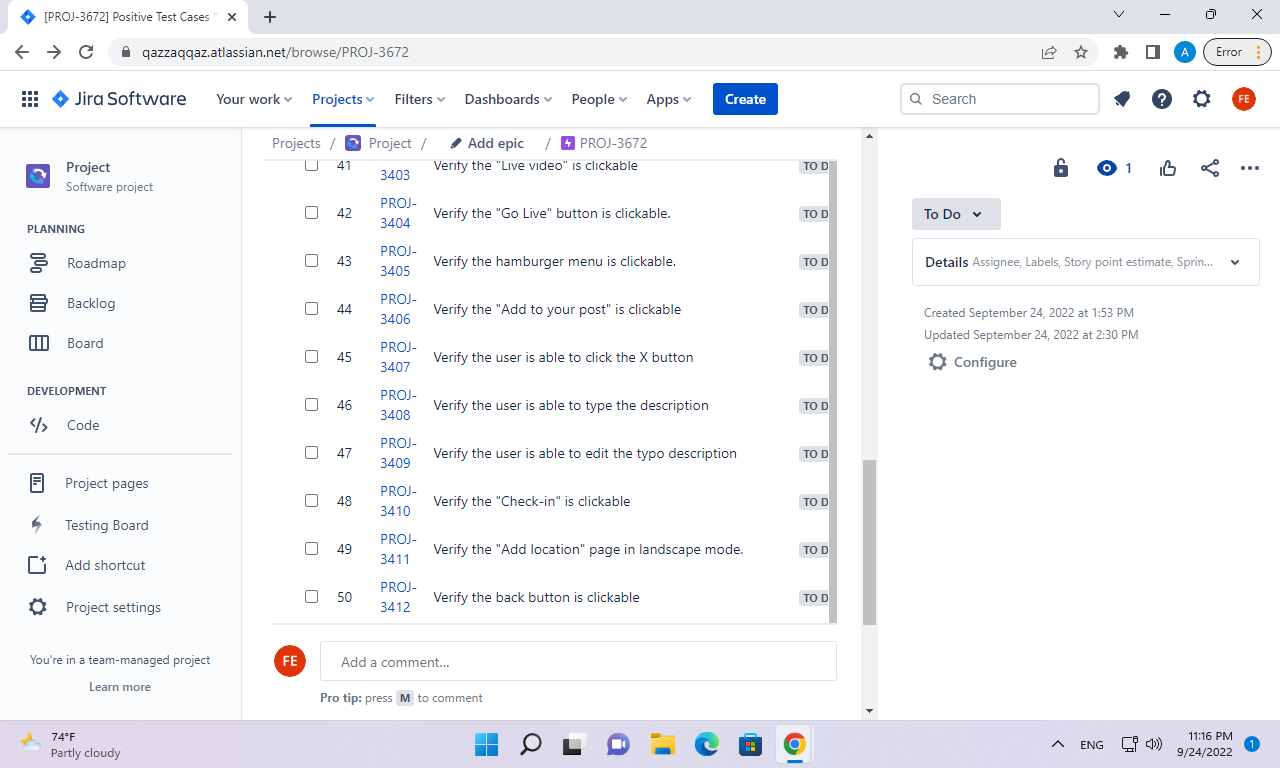 [PROJ-3672] Positive Test Cases "
qazzaqqaz.atlassian.net/browse/PROJ-3672
A
Error
Jira Software
Your work
Projects
Filters
Dashboards
People
Apps
Create
Search
FE
Project
Software project
PLANNING
Roadmap
Backlog
Board
DEVELOPMENT
Code
Project pages
Testing Board
Add shortcut
Project settings
You're in a team-managed project
Learn more
Projects / Project / Add epic / PROJ-3672
41 3403 Verify the "Live video" is clickable TO D
42 PROJ-3404 Verify the "Go Live" button is clickable. TO D
43 PROJ-3405 Verify the hamburger menu is clickable. TO D
44 PROJ-3406 Verify the "Add to your post" is clickable TO D
45 PROJ-3407 Verify the user is able to click the X button TO D
46 PROJ-3408 Verify the user is able to type the description TO D
47 PROJ-3409 Verify the user is able to edit the typo description TO D
48 PROJ-3410 Verify the "Check-in" is clickable TO D
49 PROJ-3411 Verify the "Add location" page in landscape mode. TO D
50 PROJ-3412 Verify the back button is clickable TO D
FE
Add a comment...
Pro tip: press M to comment
1
To Do
Details Assignee, Labels, Story point estimate, Sprin...
Created September 24, 2022 at 1:53 PM
Updated September 24, 2022 at 2:30 PM
Configure
74°F
Partly cloudy
ENG
11:16 PM
9/24/2022
1